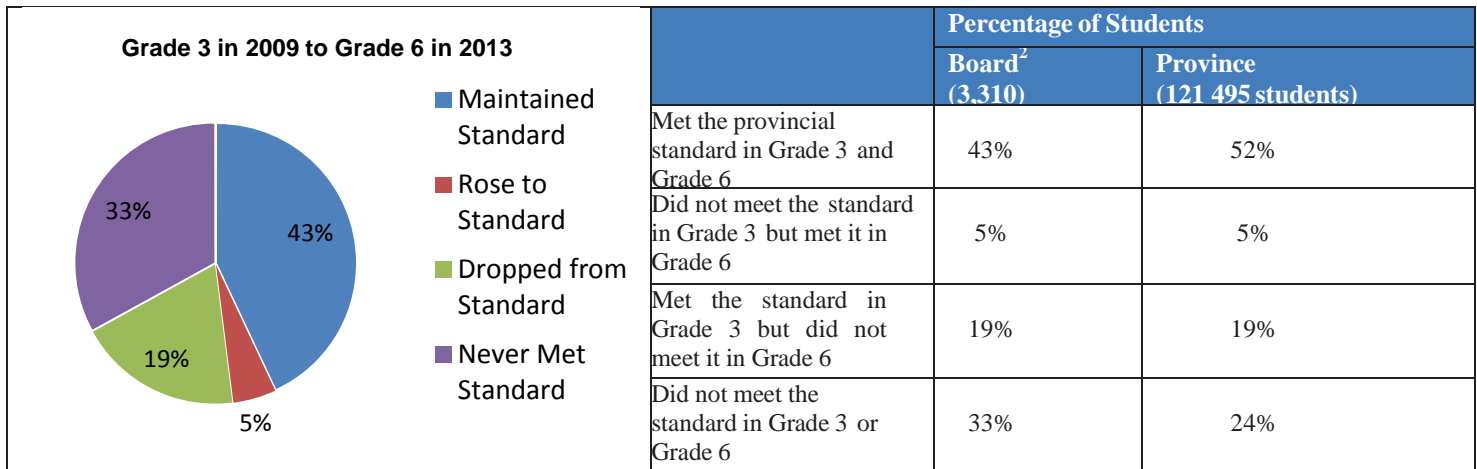 Grade 3 in 2009 to Grade 6 in 2013
33%
43%
19%
5%
Maintained
Standard
Rose to
Standard
Dropped from
Standard
Never Met
Standard
Percentage of Students
Board2
(3,310)
Province
(121 495 students)
Met the provincial
standard in Grade 3 and
Grade 6
43%
52%
Did not meet the standard
in Grade 3 but met it in
Grade 6
5%
5%
Met the standard in
Grade 3 but did not
meet it in Grade 6
19%
19%
Did not meet the
standard in Grade 3 or
Grade 6
33%
24%